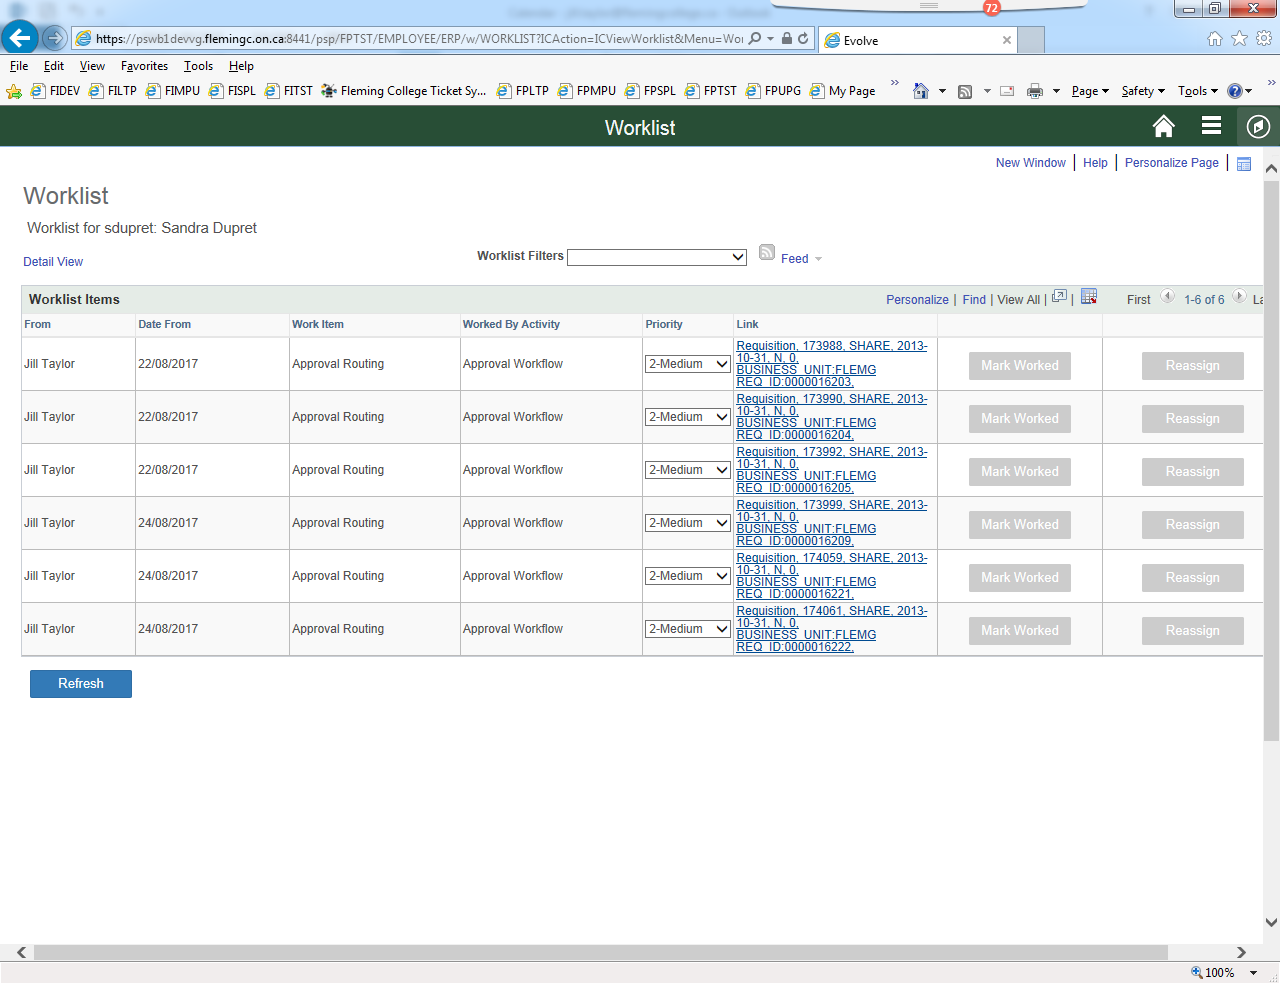 72
https://pswb1devvg.flemingc.on.ca:8441/psp/FPTST/EMPLOYEE/ERP/w/WORKLIST?ICAction=ICViewWorklist&Menu=Wor
Evolve
File Edit View Favorites Tools Help
FIDEV FILTP FIMPU FISPL FITST Fleming College Ticket Sy... FPLTP FPMPU FPSPL FPTST FPUPG My Page Page Safety Tools
Worklist
New Window | Help | Personalize Page |
Worklist
Worklist for sdupret: Sandra Dupret
Detail View Worklist Filters Feed
Worklist Items Personalize | Find | View All | | First 1-6 of 6 La
From Date From Work Item Worked By Activity Priority Link
Jill Taylor 22/08/2017 Approval Routing Approval Workflow 2-Medium Requisition, 173988, SHARE, 2013-
10-31, N, 0,
BUSINESS_UNIT:FLEMG
REQ_ID:0000016203,
Mark Worked Reassign
Jill Taylor 22/08/2017 Approval Routing Approval Workflow 2-Medium Requisition, 173990, SHARE, 2013-
10-31, N, 0,
BUSINESS_UNIT:FLEMG
REQ_ID:0000016204,
Mark Worked Reassign
Jill Taylor 22/08/2017 Approval Routing Approval Workflow 2-Medium Requisition, 173992, SHARE, 2013-
10-31, N, 0,
BUSINESS_UNIT:FLEMG
REQ_ID:0000016205,
Mark Worked Reassign
Jill Taylor 24/08/2017 Approval Routing Approval Workflow 2-Medium Requisition, 173999, SHARE, 2013-
10-31, N, 0,
BUSINESS_UNIT:FLEMG
REQ_ID:0000016209,
Mark Worked Reassign
Jill Taylor 24/08/2017 Approval Routing Approval Workflow 2-Medium Requisition, 174059, SHARE, 2013-
10-31, N, 0,
BUSINESS_UNIT:FLEMG
REQ_ID:0000016221,
Mark Worked Reassign
Jill Taylor 24/08/2017 Approval Routing Approval Workflow 2-Medium Requisition, 174061, SHARE, 2013-
10-31, N, 0,
BUSINESS_UNIT:FLEMG
REQ_ID:0000016222,
Mark Worked Reassign
Refresh
100%